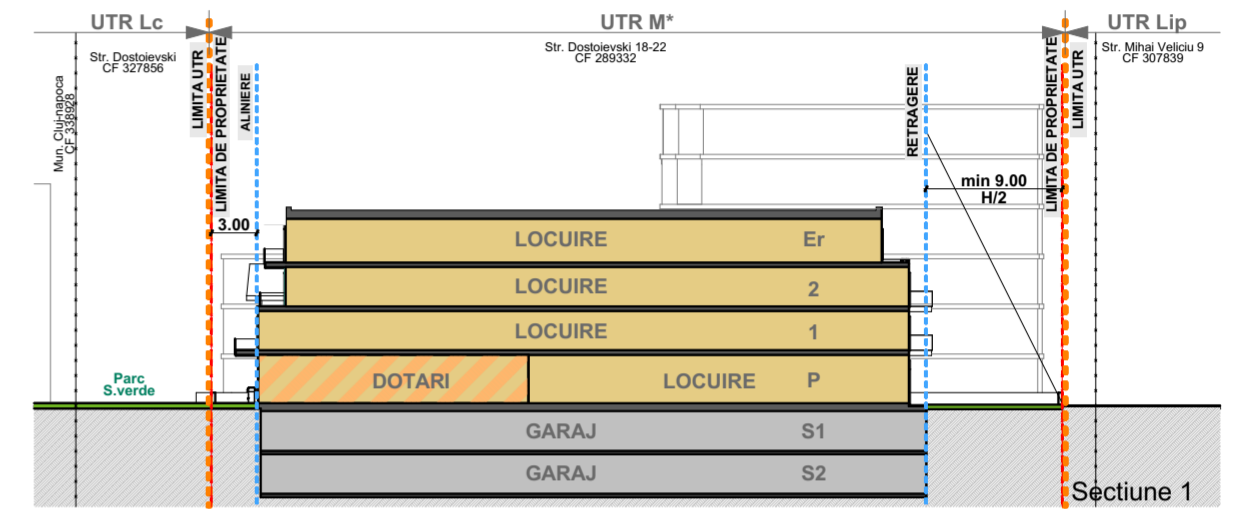 UTR Lc
UTR M*
UTR Lip
Str. Dostoievski
CF 327856
Str. Dostoievski 18-22
CF 289332
Str. Mihai Veliciu 9
CF 307839
Mun. Cluj-napoca
CF 338928
LIMITA UTR
LIMITA DE PROPRIETATE
ALINIERE
RETRAGERE
LIMITA DE PROPRIETATE
LIMITA UTR
min 9.00
H/2
3.00
LOCUIRE Er
LOCUIRE 2
LOCUIRE 1
Parc
S.verde
DOTARI LOCUIRE P
GARAJ S1
GARAJ S2
Sectiune 1